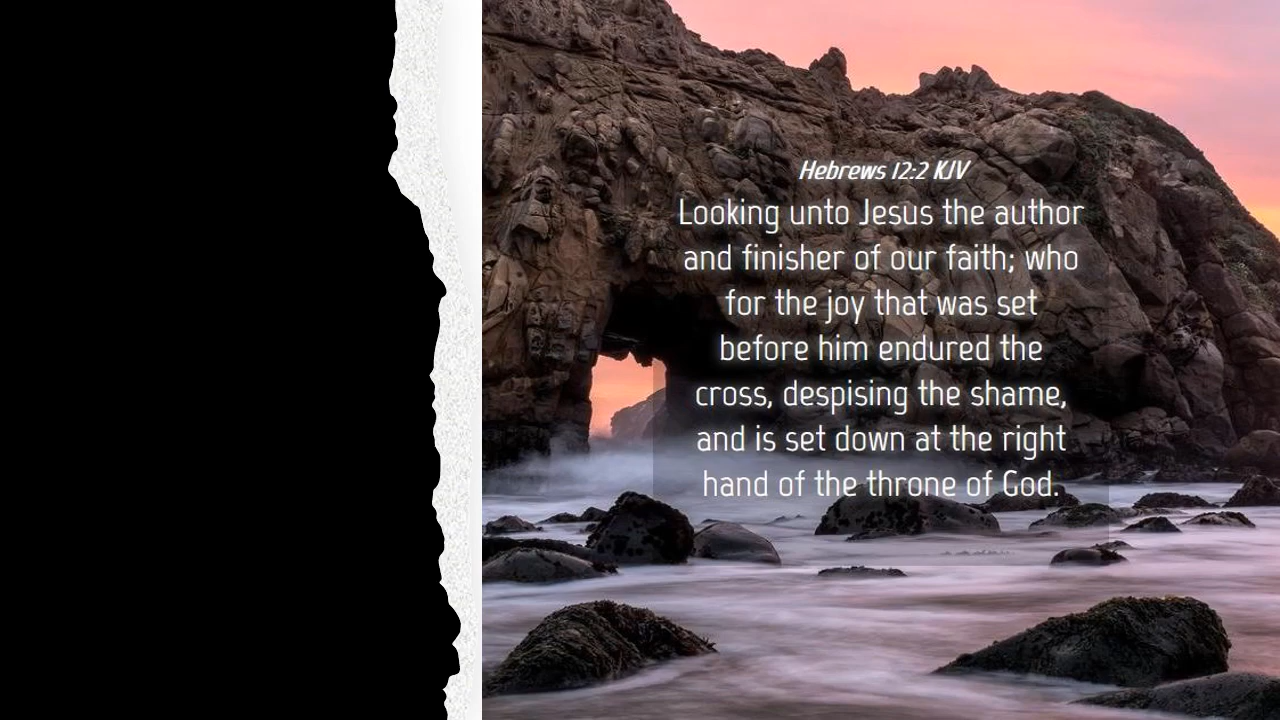 Hebrews 12:2 KJV
Looking unto Jesus the author
and finisher of our faith; who
for the joy that was set
before him endured the
cross, despising the shame,
and is set down at the right
hand of the throne of God.